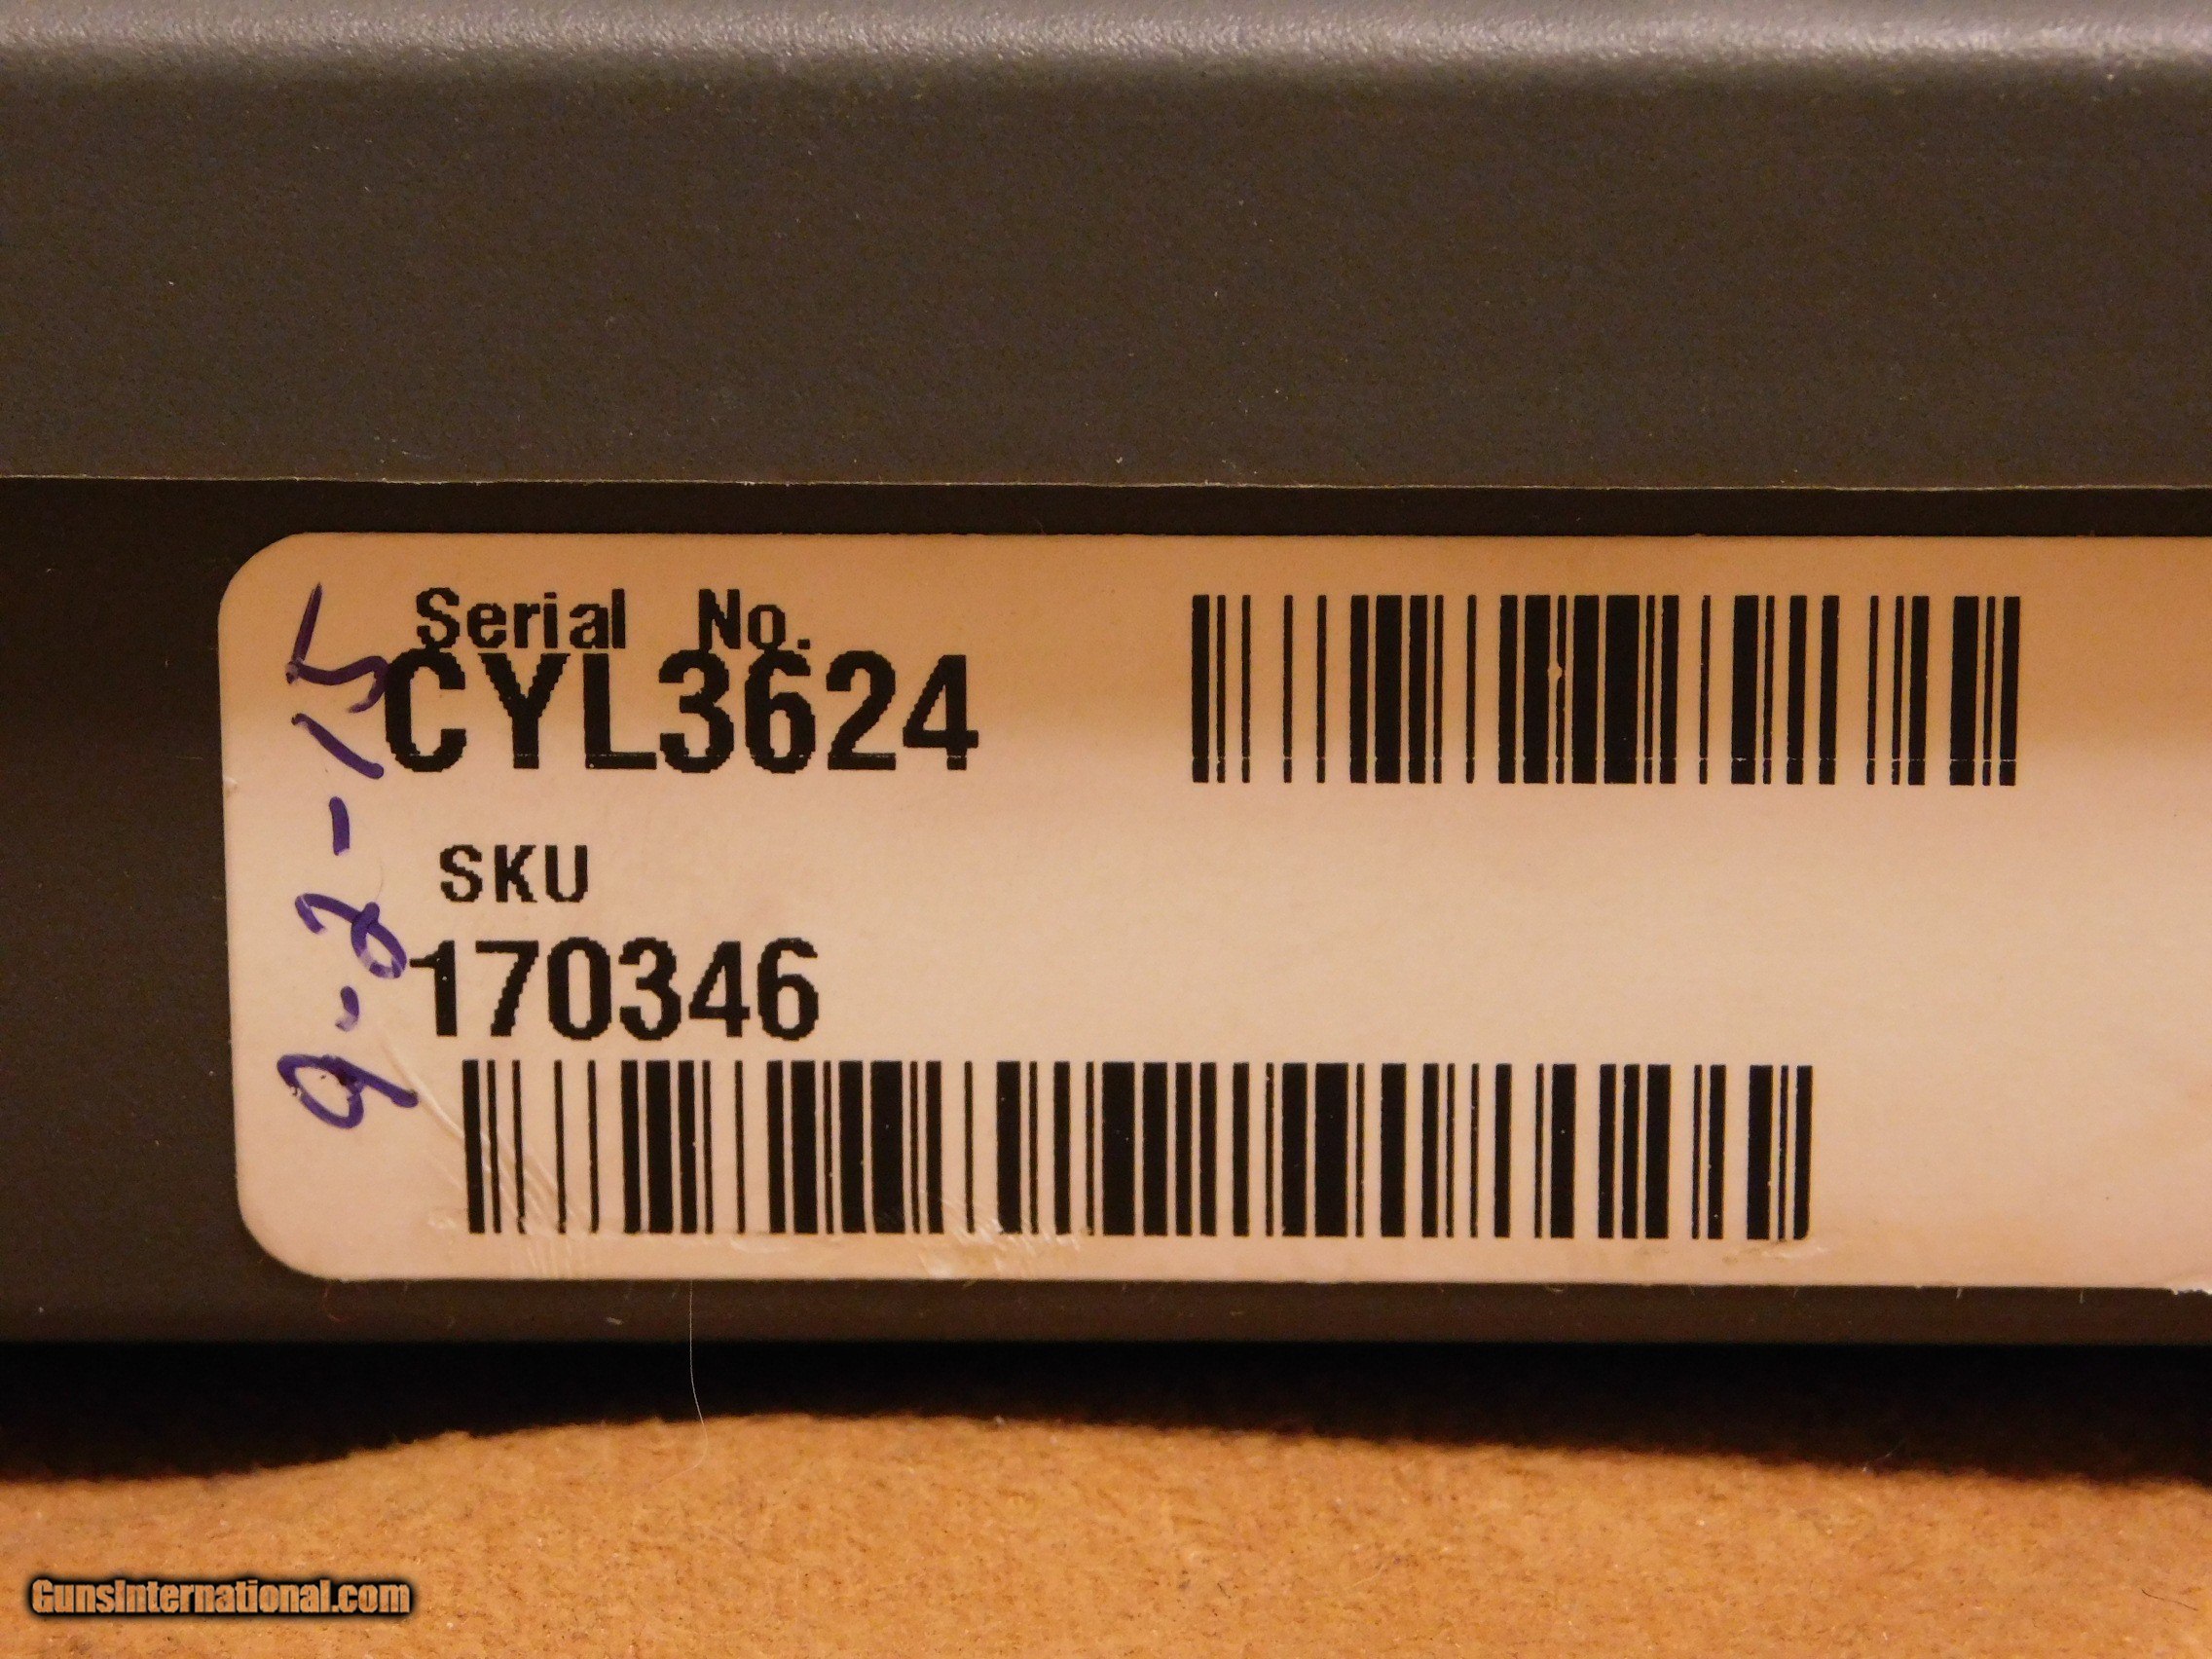 Serial No.
CYL3624
SKU
170346
9-2-15
GunsInternational.com